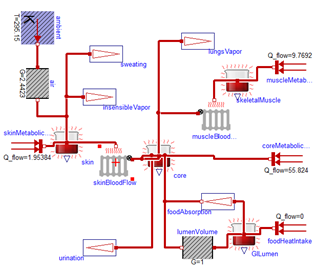 ambient
T=295.15
K
G=2.4423
air
sweating
insensibleVapor
lungsVapor
Q_flow=9.7692
muscleMetab...
skeletalMuscle
muscleBlood...
skinMetabolic...
Q_flow=1.95384
skin
skinBloodFlow
core
coreMetabolic...
Q_flow=55.824
foodAbsorption
lumenVolume
G=1
Q_flow=0
foodHeatIntake
GILumen
urination